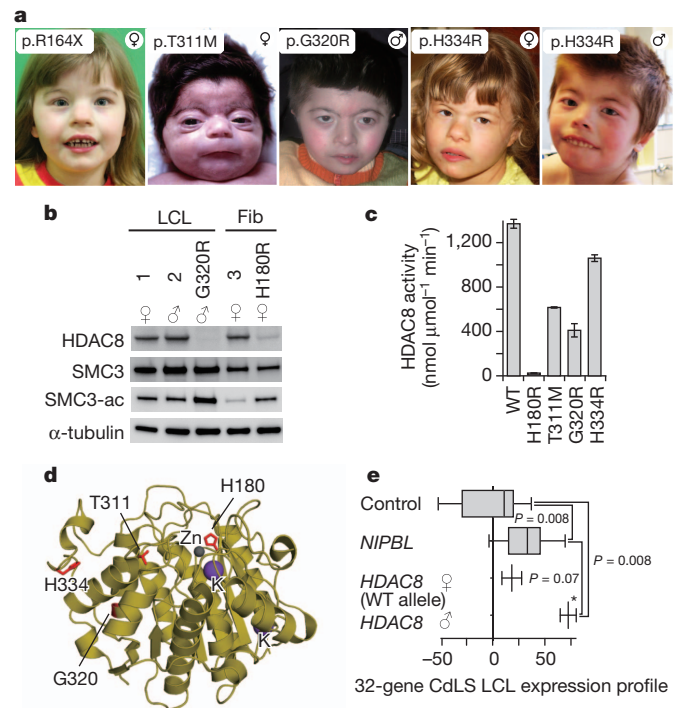 a
p.R164X ♀
p.T311M ♀
p.G320R ♂
p.H334R ♀
p.H334R ♂
b
LCL Fib
1 2 G320R 3 H180R
♀ ♂ ♂ ♀ ♀
HDAC8
SMC3
SMC3-ac
α-tubulin
c
HDAC8 activity
(nmol μmol⁻¹ min⁻¹)
1,200
800
400
0
WT H180R T311M G320R H334R
d
H180
T311
Zn
H334
K
K
G320
e
Control
P = 0.008
NIPBL
P = 0.008
HDAC8 ♀
(WT allele)
P = 0.07
HDAC8 ♂
*
–50 0 50
32-gene CdLS LCL expression profile